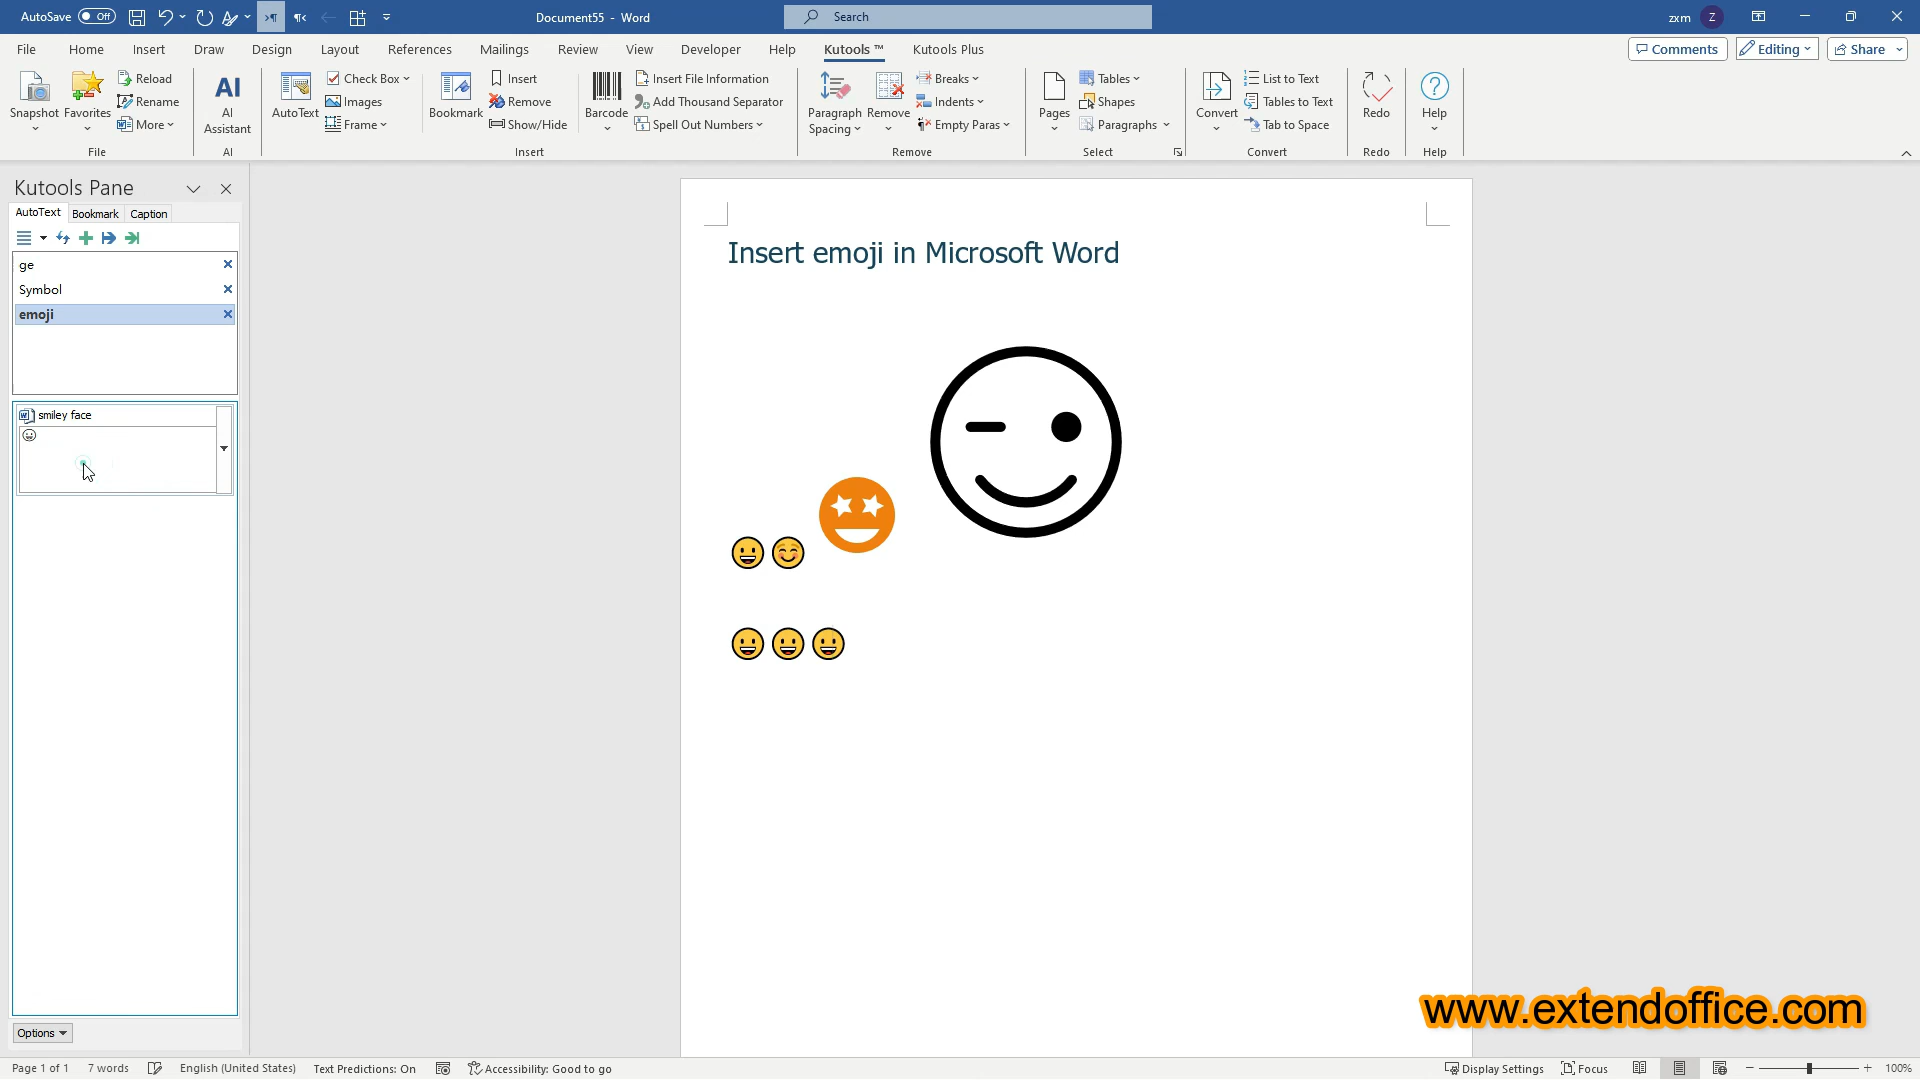 AutoSave Off
Document55 - Word
Search
zxm Z
File Home Insert Draw Design Layout References Mailings Review View Developer Help Kutools ™ Kutools Plus
Comments Editing Share
Snapshot
Favorites
Reload
Rename
More
File
AI
AI
Assistant
AI
AutoText
Check Box
Images
Frame
Bookmark
Insert
Remove
Show/Hide
Barcode
Insert File Information
Add Thousand Separator
Spell Out Numbers
Insert
Paragraph
Spacing
Remove
Breaks
Indents
Empty Paras
Remove
Pages
Tables
Shapes
Paragraphs
Select
Convert
List to Text
Tables to Text
Tab to Space
Convert
Redo
Redo
Help
Help
Kutools Pane
AutoText Bookmark Caption
ge
Symbol
emoji
smiley face
Options
Insert emoji in Microsoft Word
www.extendoffice.com
Page 1 of 1 7 words English (United States) Text Predictions: On Accessibility: Good to go
Display Settings Focus 100%